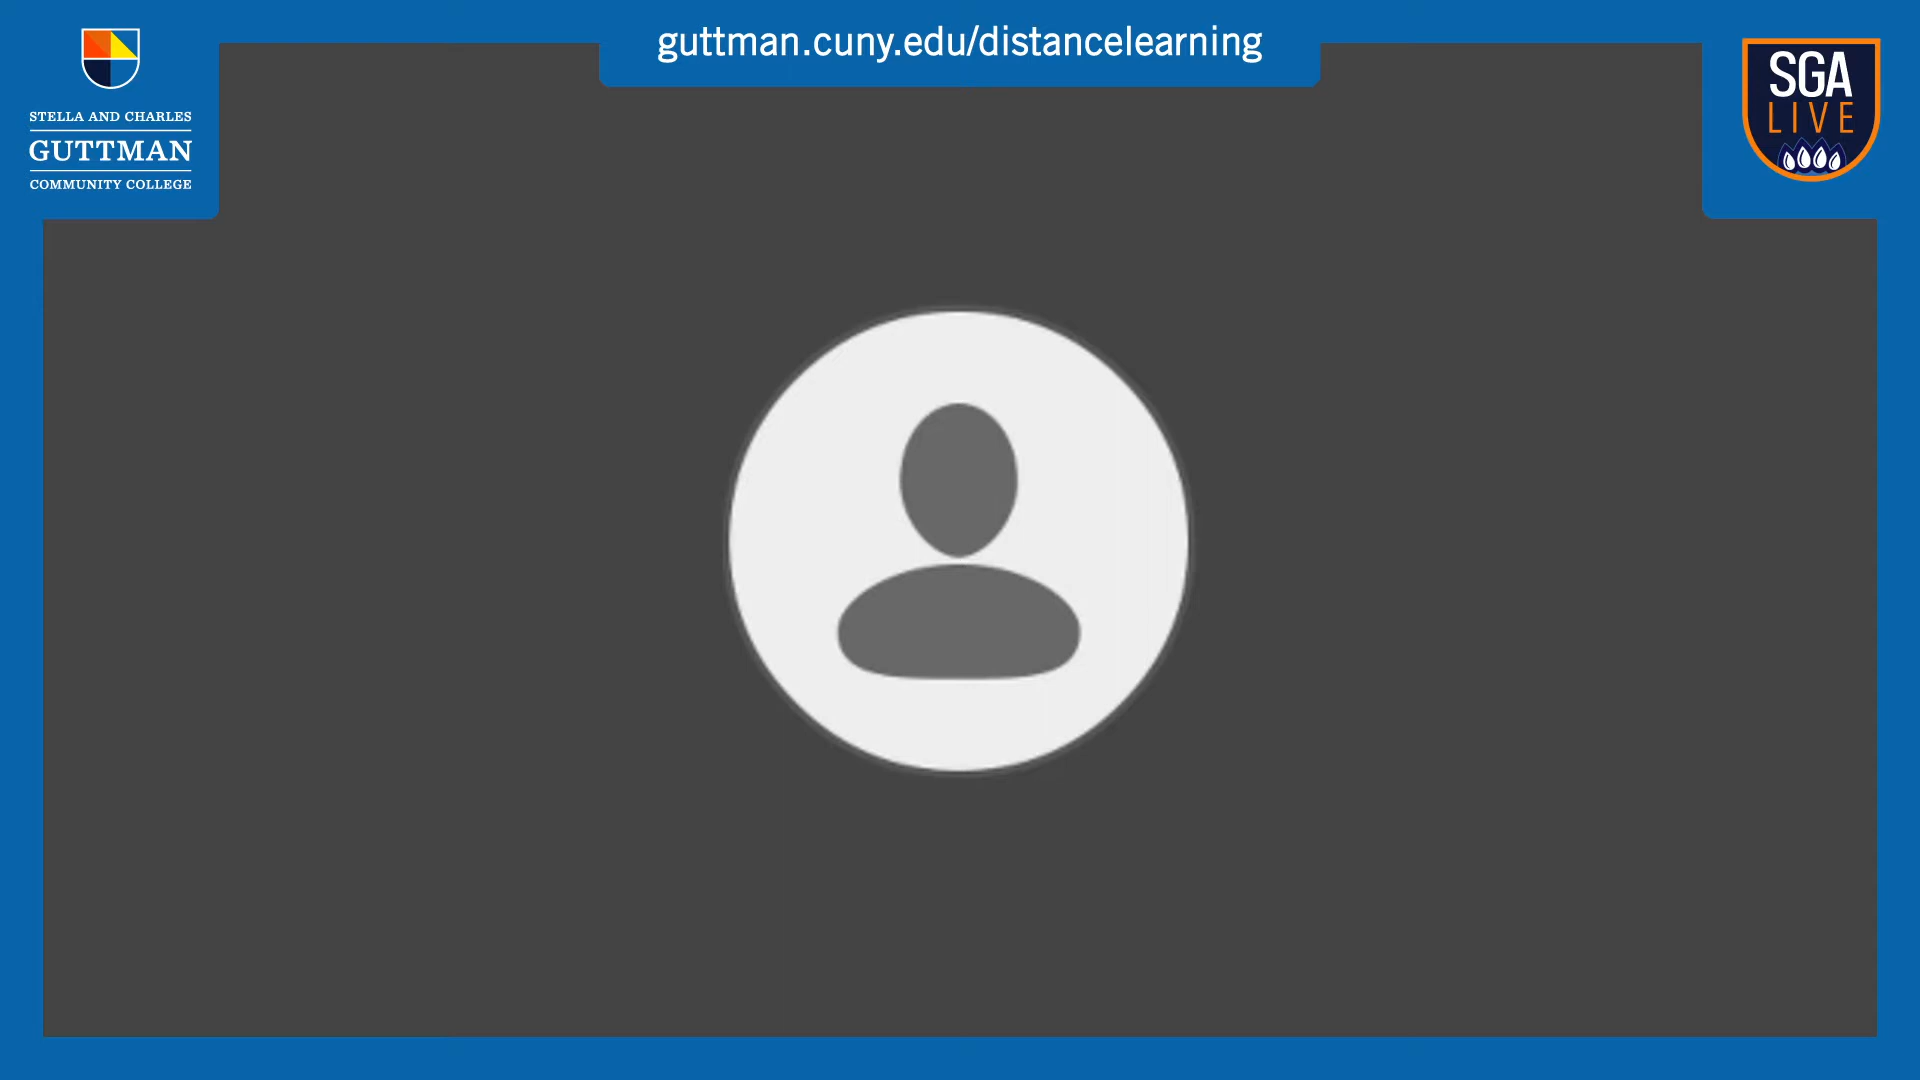 guttman.cuny.edu/distancelearning
STELLA AND CHARLES
GUTTMAN
COMMUNITY COLLEGE
SGA
LIVE